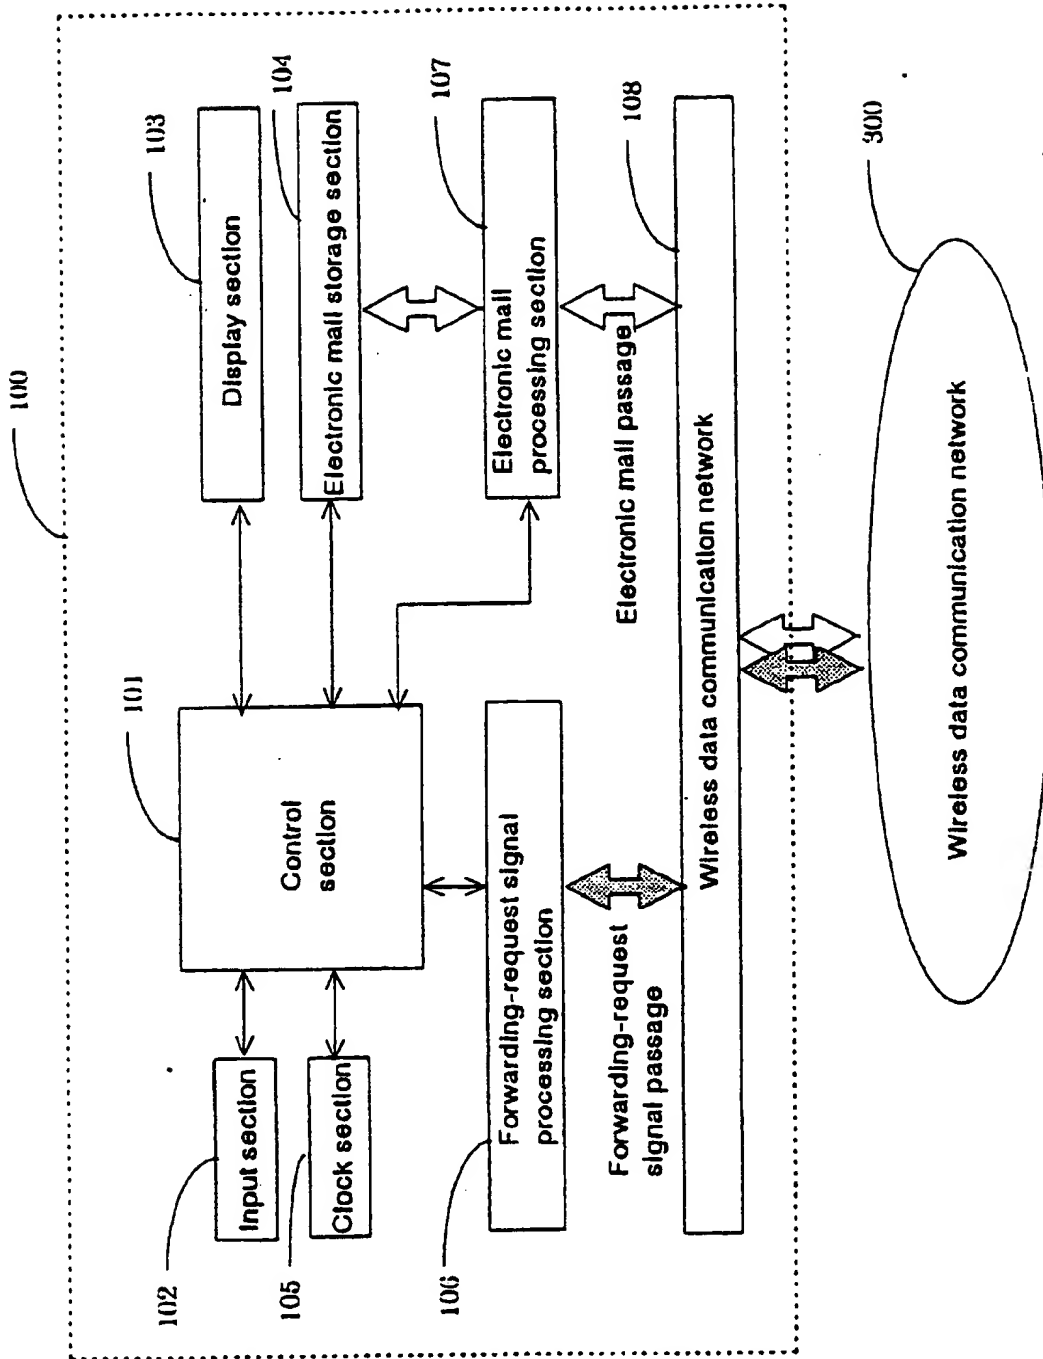 100
102
101
103
Input section
Control
section
Display section
104
105
Clock section
Electronic mail storage section
106
107
Forwarding-request signal
processing section
Electronic mail
processing section
108
Forwarding-request
signal passage
Electronic mail passage
Wireless data communication network
300
Wireless data communication network